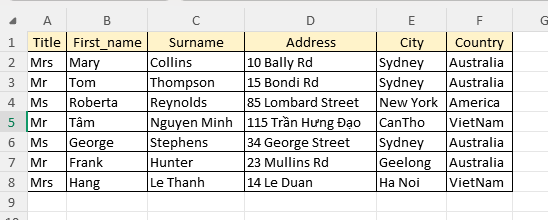 A B C D E F G
1 Title First_name Surname Address City Country
2 Mrs Mary Collins 10 Bally Rd Sydney Australia
3 Mr Tom Thompson 15 Bondi Rd Sydney Australia
4 Ms Roberta Reynolds 85 Lombard Street New York America
5 Mr Tâm Nguyen Minh 115 Trần Hưng Đạo CanTho VietNam
6 Ms George Stephens 34 George Street Sydney Australia
7 Mr Frank Hunter 23 Mullins Rd Geelong Australia
8 Mrs Hang Le Thanh 14 Le Duan Ha Noi VietNam
9